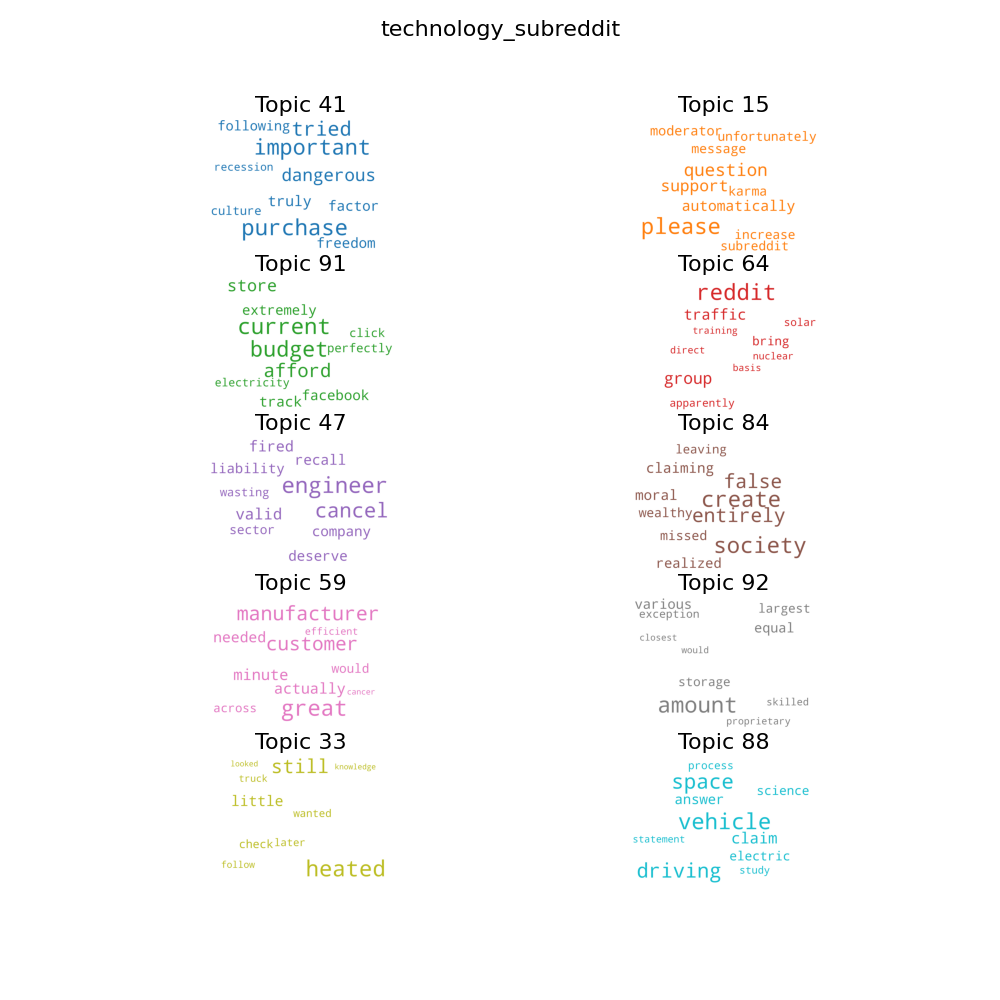 technology_subreddit
Topic 41
following tried
important
recession
dangerous
truly
factor
culture
purchase
freedom
Topic 15
moderator
unfortunately
message
question
support
karma
automatically
please
increase
subreddit
Topic 91
store
extremely
current
click
budget
perfectly
afford
electricity
facebook
track
Topic 64
reddit
traffic
solar
training
bring
direct
nuclear
basis
group
apparently
Topic 47
fired
recall
liability
engineer
wasting
cancel
valid
sector
company
deserve
Topic 84
leaving
claiming
false
moral
create
wealthy
entirely
missed
society
realized
Topic 59
manufacturer
efficient
needed
customer
would
minute
actually
cancer
across
great
Topic 92
various
largest
exception
equal
closest
would
storage
skilled
amount
proprietary
Topic 33
looked
still
knowledge
truck
little
wanted
check
later
follow
heated
Topic 88
process
space
science
answer
vehicle
statement
claim
electric
driving
study